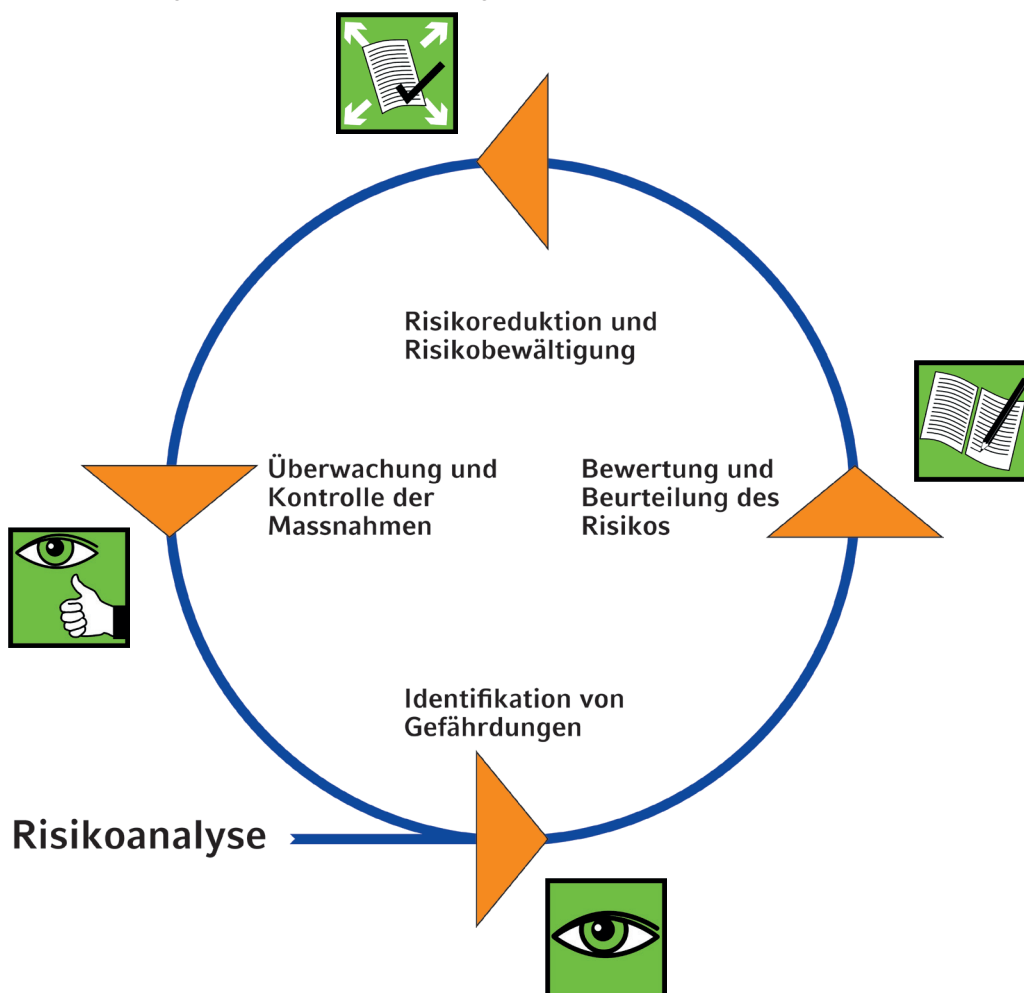 Risikoreduktion und
Risikobewältigung
Überwachung und
Kontrolle der
Massnahmen
Bewertung und
Beurteilung des
Risikos
Identifikation von
Gefährdungen
Risikoanalyse